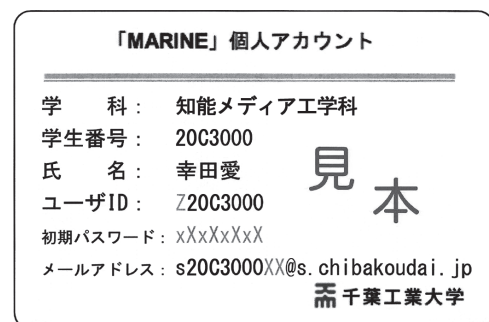 「MARINE」個人アカウント
学　　科： 知能メディア工学科
学生番号： 20C3000
氏　　名： 幸田愛
ユーザID： Z20C3000
初期パスワード： xXxXxXxX
メールアドレス： s20C3000XX@s.chibakoudai.jp
見本
千葉工業大学